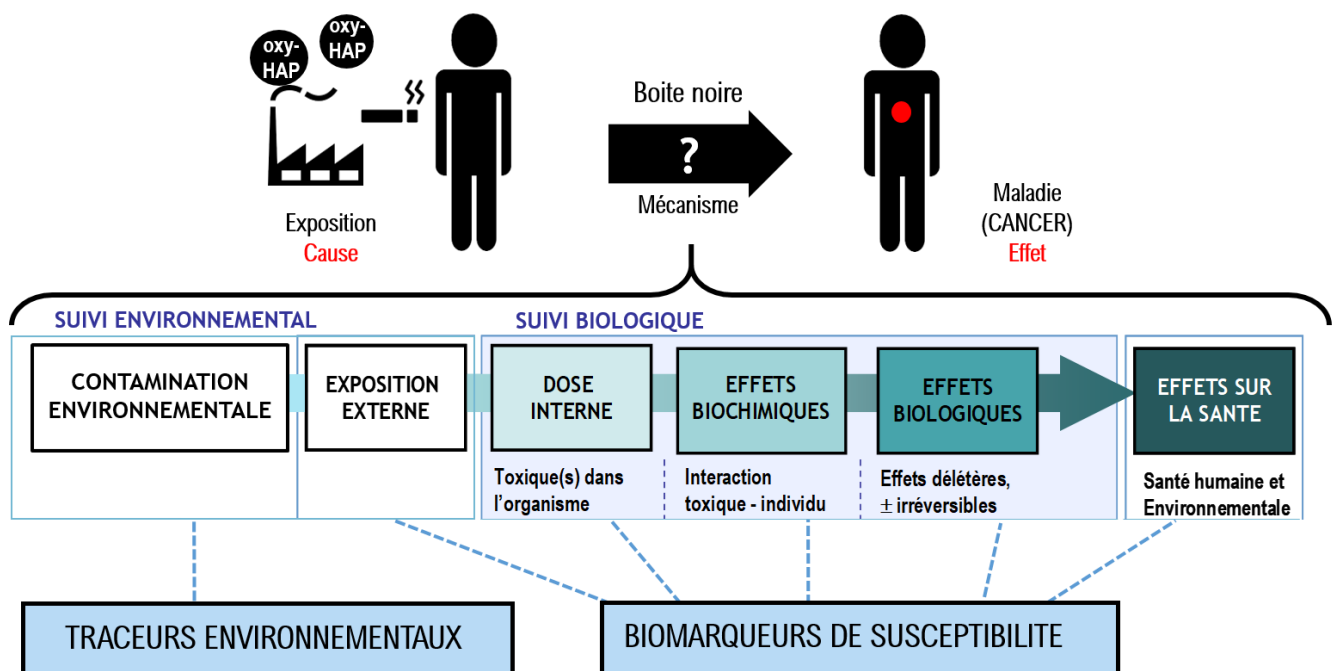 oxy-
HAP
oxy-
HAP
Boite noire
?
Mécanisme
Exposition
Cause
Maladie
(CANCER)
Effet
SUIVI ENVIRONNEMENTAL
SUIVI BIOLOGIQUE
CONTAMINATION
ENVIRONNEMENTALE
EXPOSITION
EXTERNE
DOSE
INTERNE
EFFETS
BIOCHIMIQUES
EFFETS
BIOLOGIQUES
EFFETS SUR
LA SANTE
Toxique(s) dans
l'organisme
Interaction
toxique - individu
Effets délétères,
± irréversibles
Santé humaine et
Environnementale
TRACEURS ENVIRONNEMENTAUX
BIOMARQUEURS DE SUSCEPTIBILITE